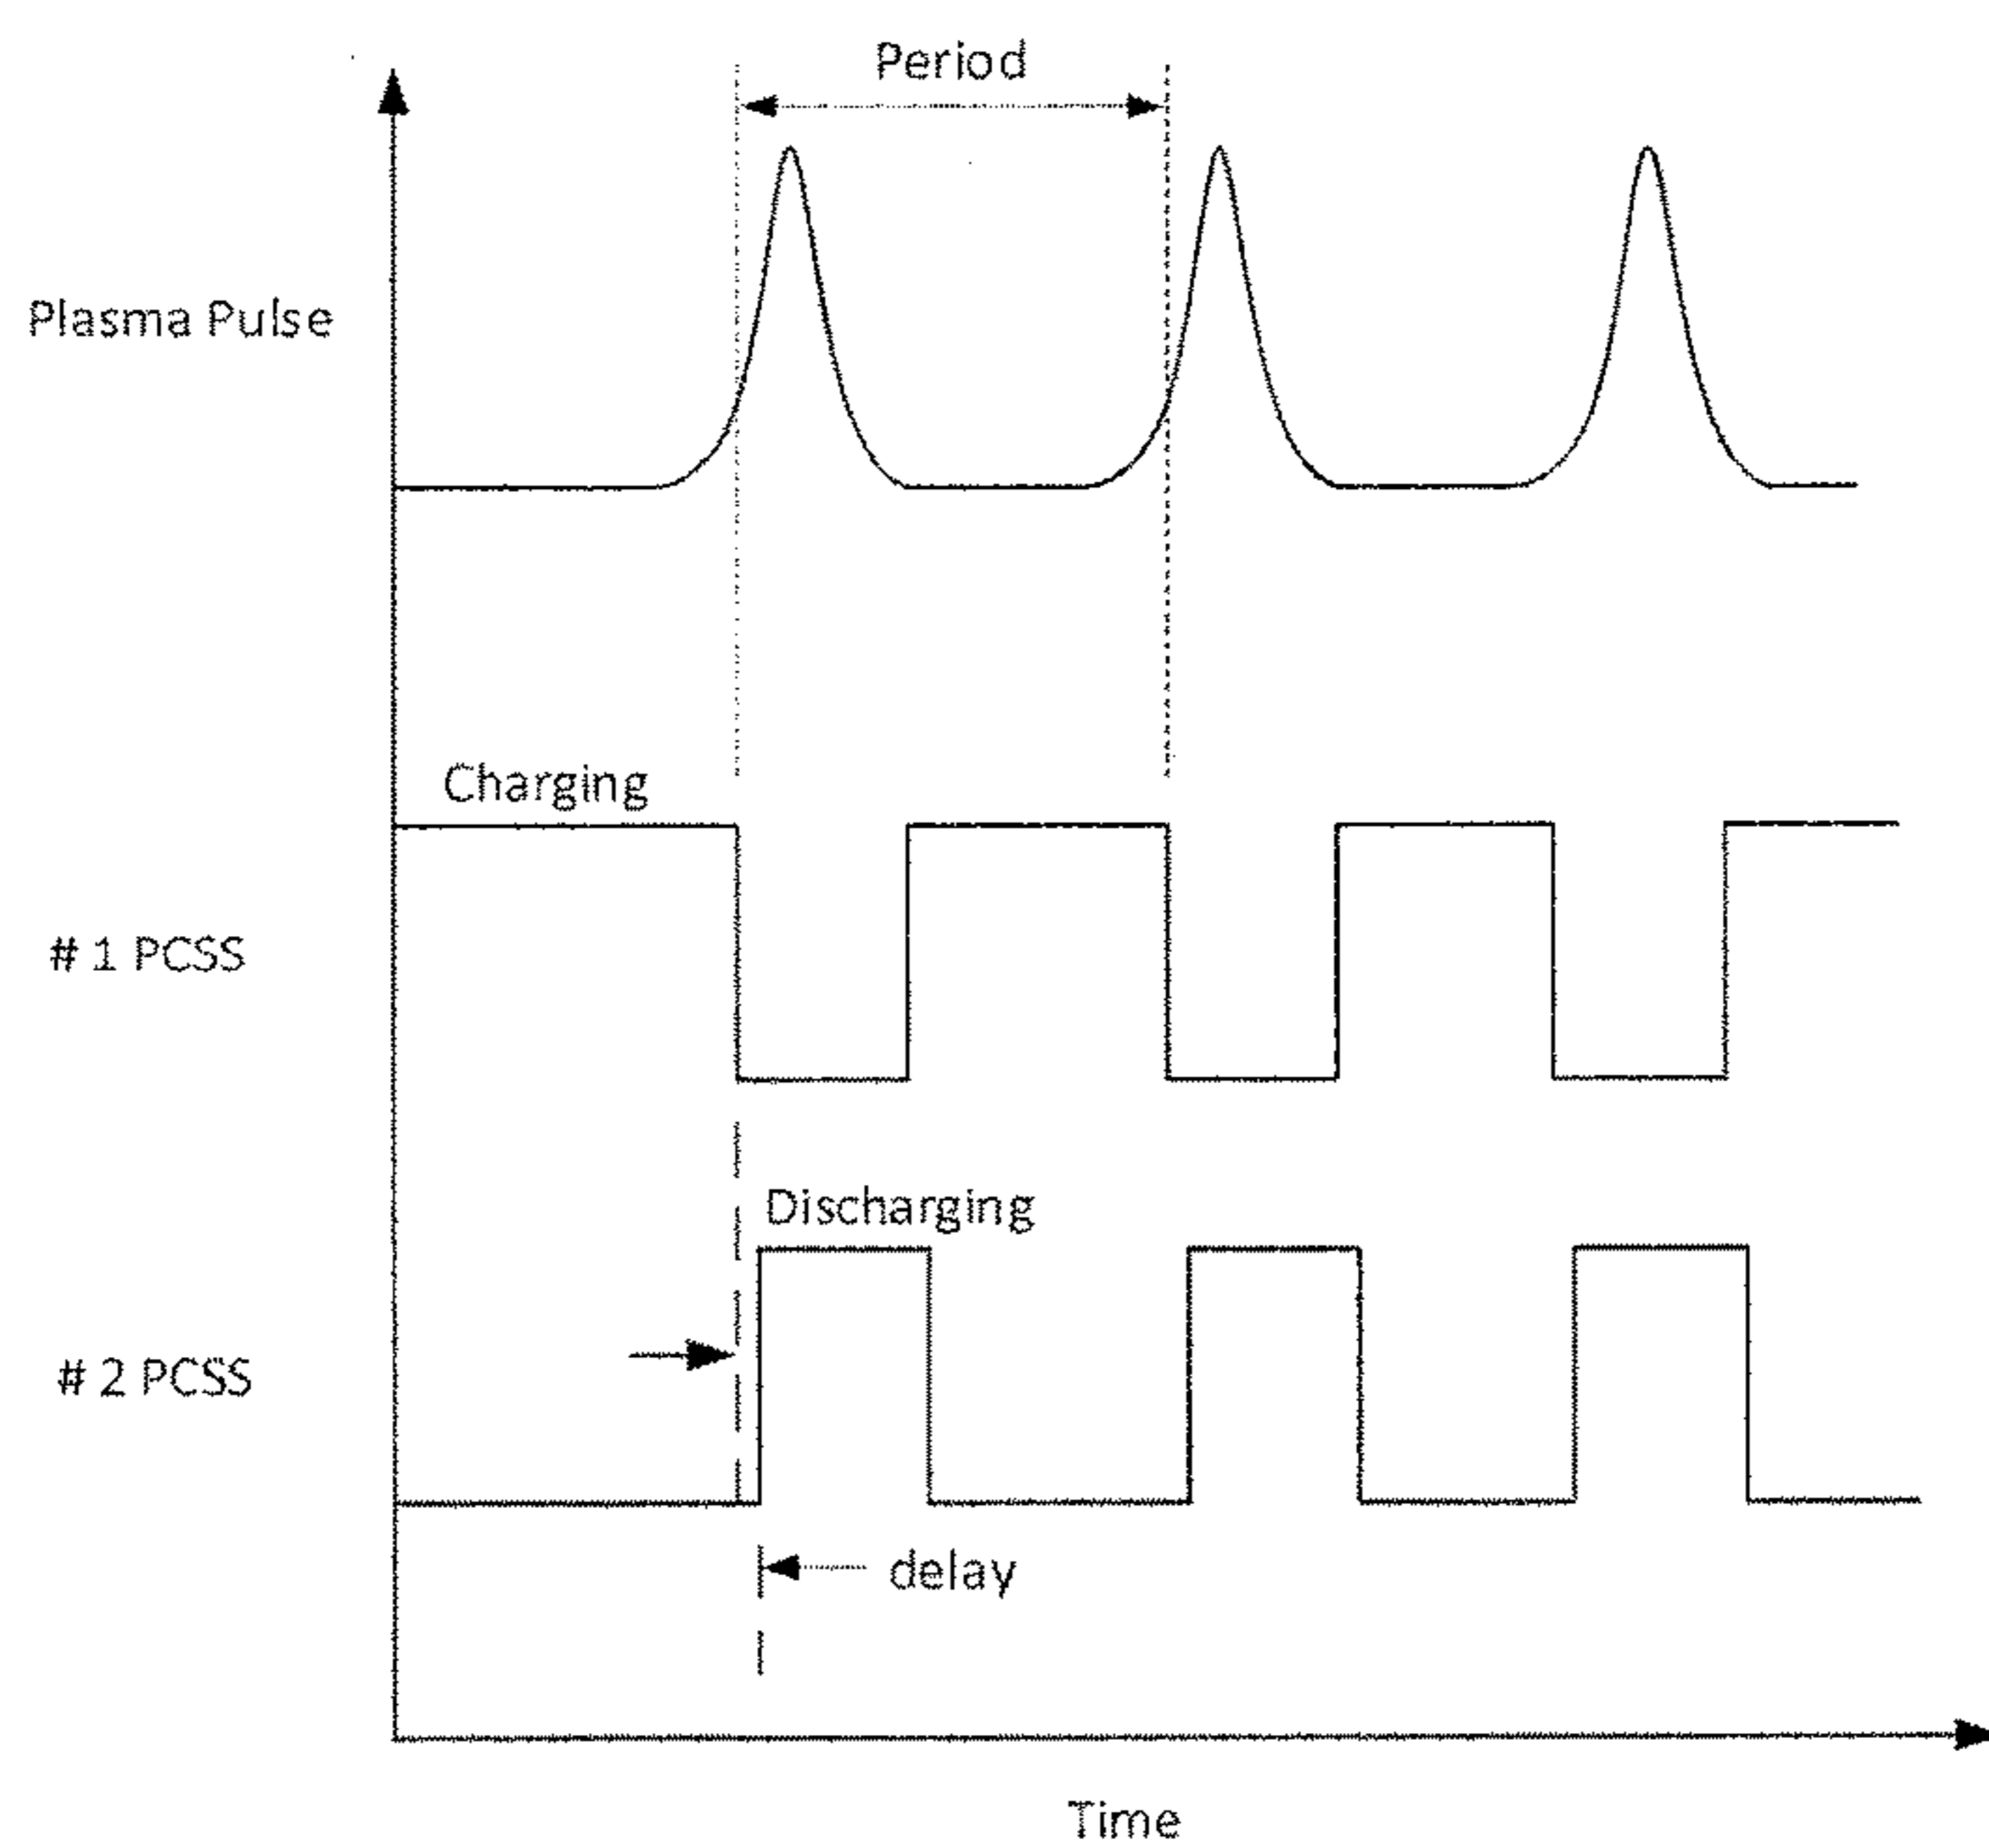 Period
Plasma Pulse
Charging
# 1 PCSS
Discharging
# 2 PCSS
delay
Time